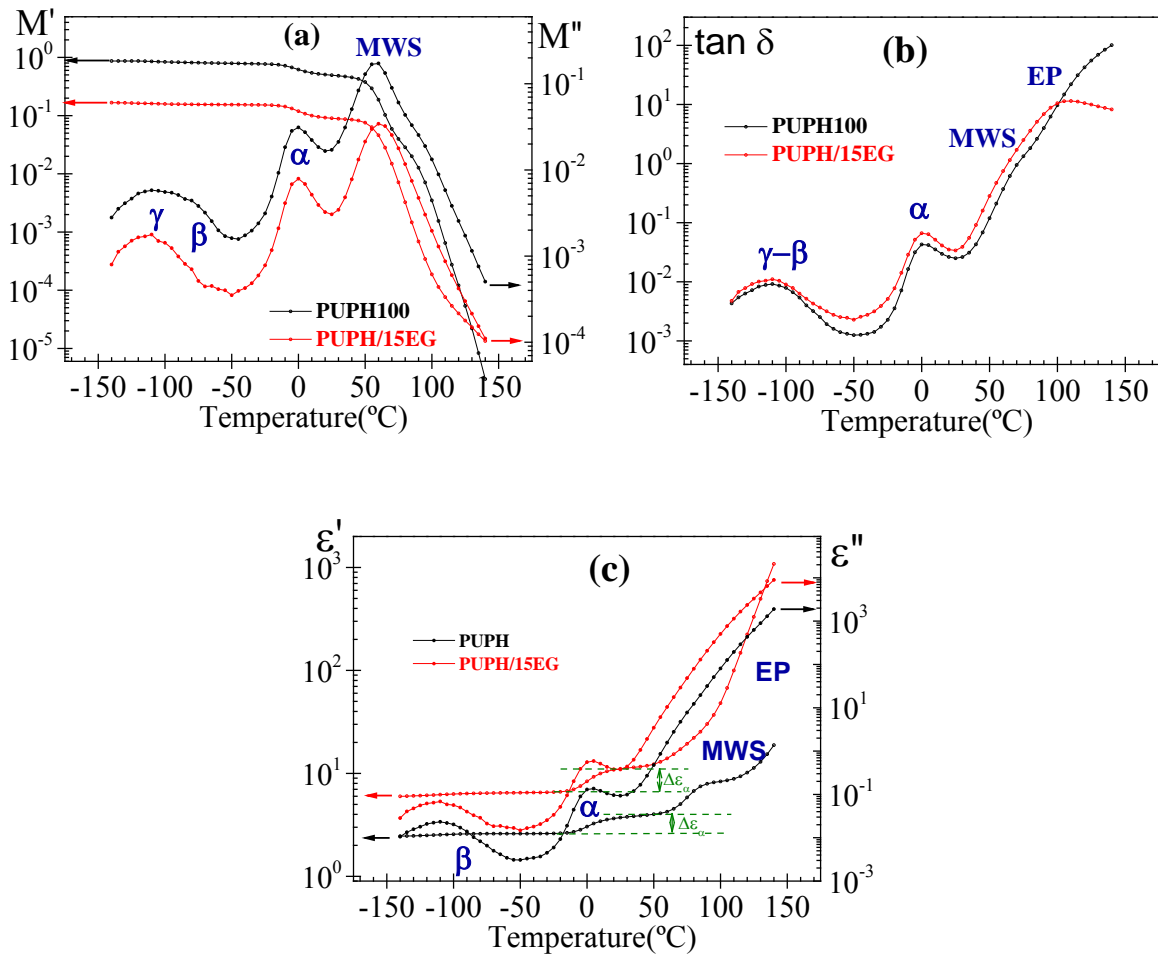 M' (a) M"
MWS
10^0
10^-1
10^-1
10^-2
α
10^-2
10^-3
γ
β
10^-3
10^-4
PUPH100
PUPH/15EG
10^-5
10^-4
-150 -100 -50 0 50 100 150
Temperature(ºC)
tan δ (b)
10^2
EP
10^1
PUPH100
PUPH/15EG
MWS
10^0
α
10^-1
γ–β
10^-2
10^-3
-150 -100 -50 0 50 100 150
Temperature(ºC)
ε' (c) ε"
10^3
10^3
PUPH
PUPH/15EG
10^2
EP
10^1
MWS
10^1
Δε_α
α
10^-1
Δε_α
β
10^0
10^-3
-150 -100 -50 0 50 100 150
Temperature(ºC)